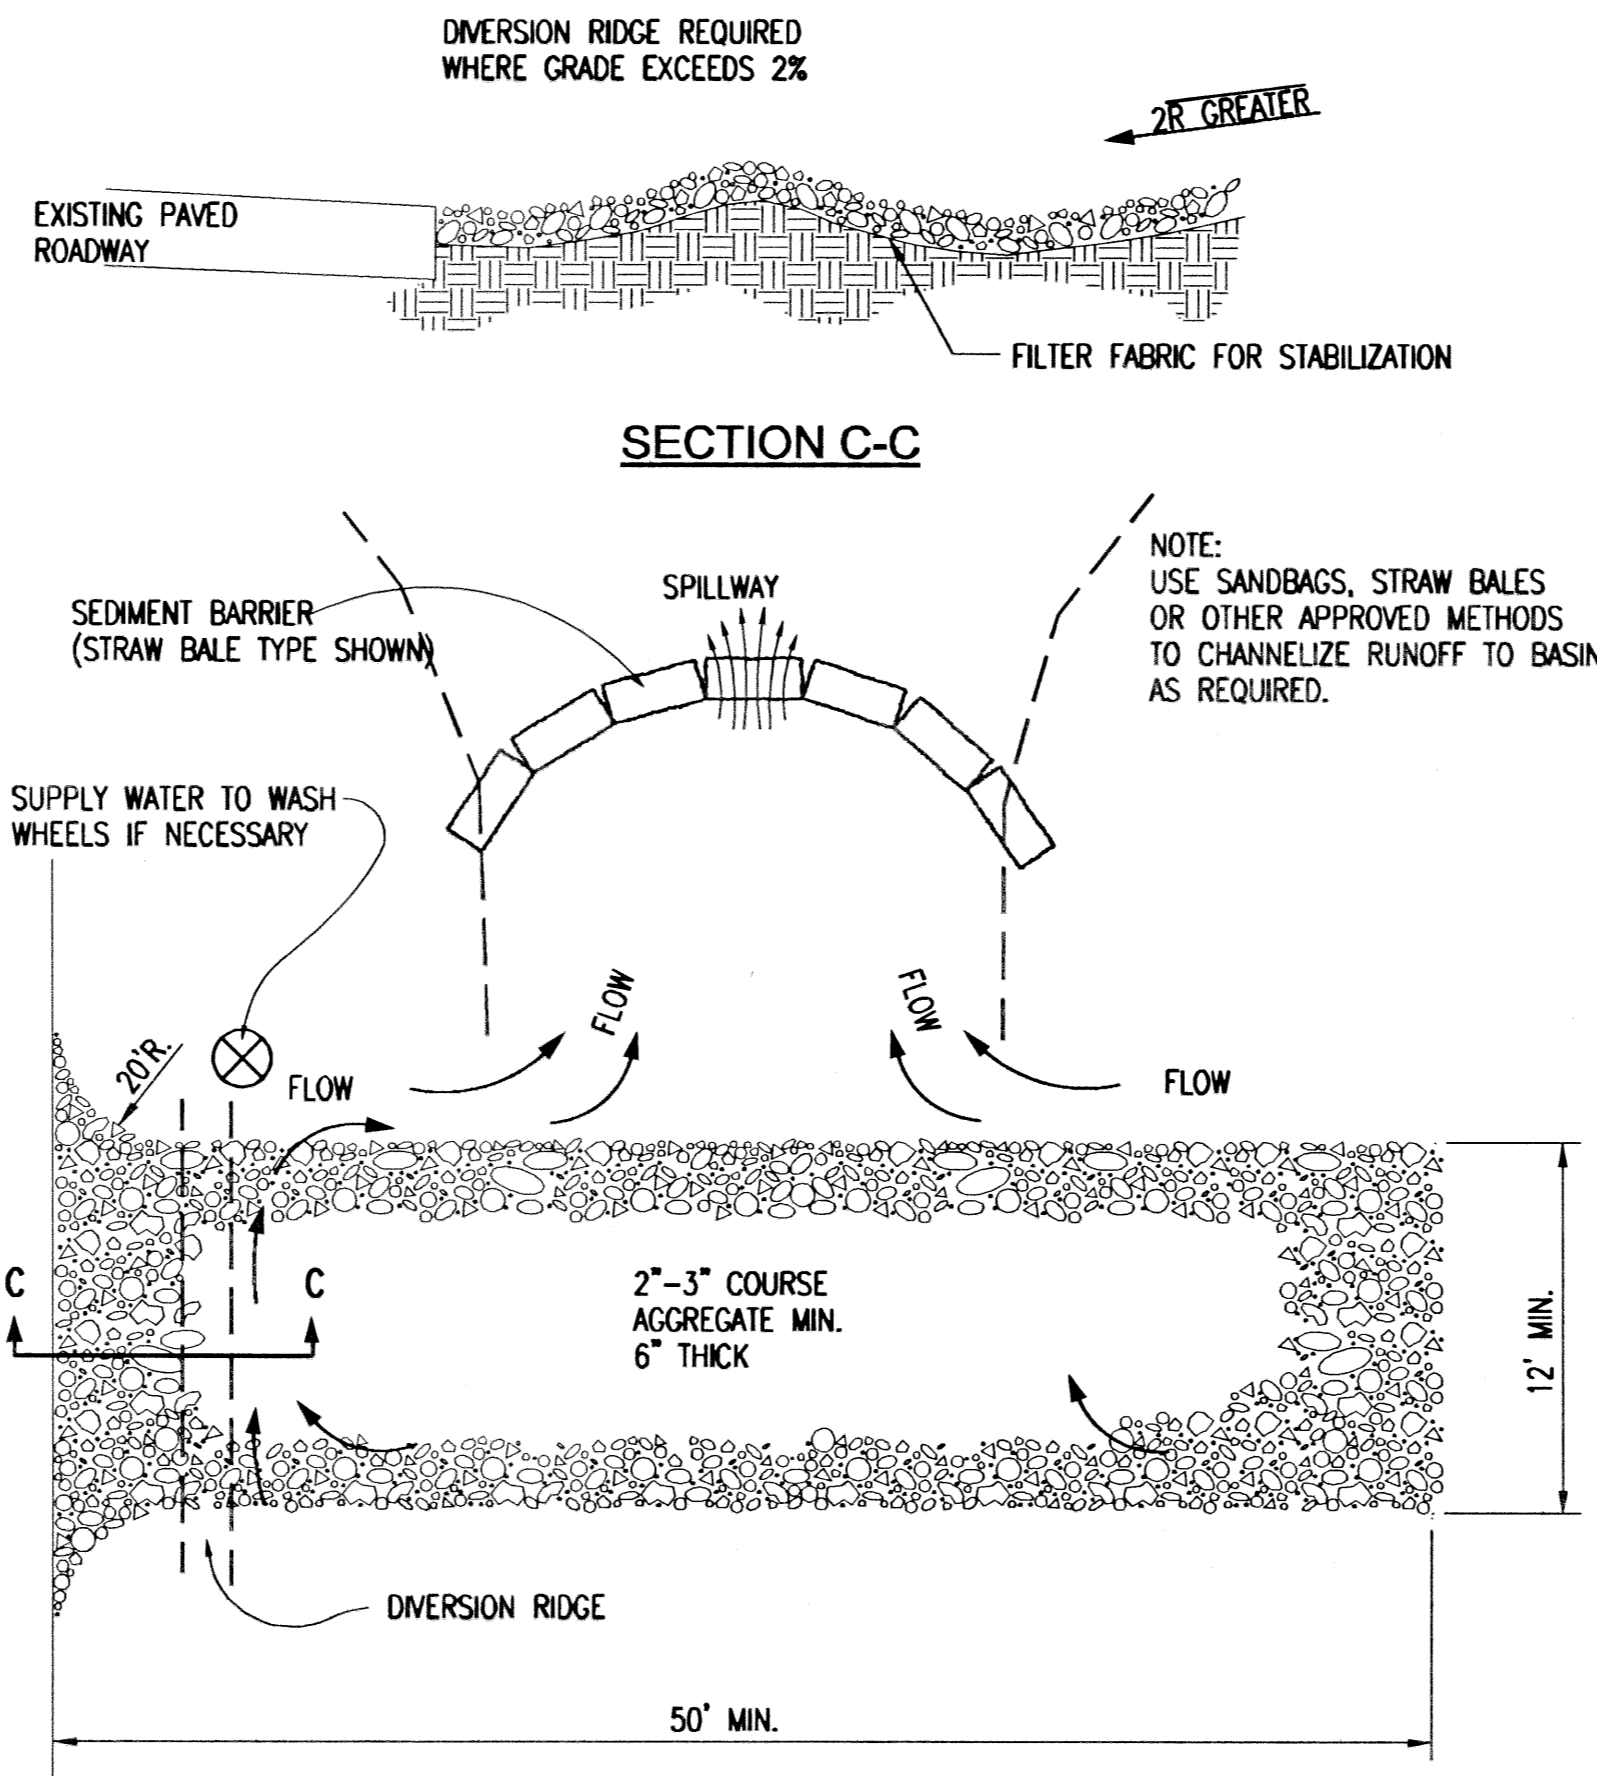 DIVERSION RIDGE REQUIRED
WHERE GRADE EXCEEDS 2%
2R GREATER
EXISTING PAVED
ROADWAY
FILTER FABRIC FOR STABILIZATION
SECTION C-C
NOTE:
USE SANDBAGS, STRAW BALES
OR OTHER APPROVED METHODS
TO CHANNELIZE RUNOFF TO BASIN
AS REQUIRED.
SPILLWAY
SEDIMENT BARRIER
(STRAW BALE TYPE SHOWN)
SUPPLY WATER TO WASH
WHEELS IF NECESSARY
FLOW
FLOW
20'R.
FLOW
FLOW
C
C
2"-3" COURSE
AGGREGATE MIN.
6" THICK
12' MIN.
DIVERSION RIDGE
50' MIN.